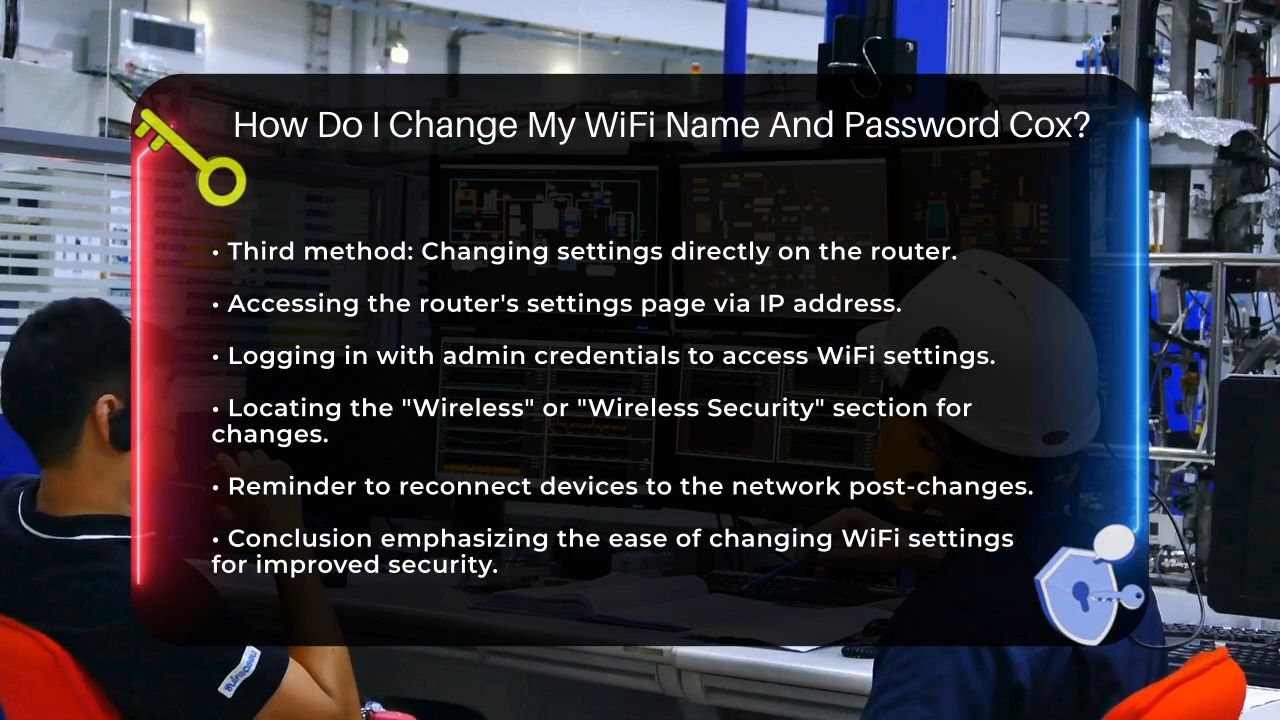 How Do I Change My WiFi Name And Password Cox?
• Third method: Changing settings directly on the router.
• Accessing the router's settings page via IP address.
• Logging in with admin credentials to access WiFi settings.
• Locating the "Wireless" or "Wireless Security" section for
changes.
• Reminder to reconnect devices to the network post-changes.
• Conclusion emphasizing the ease of changing WiFi settings
for improved security.